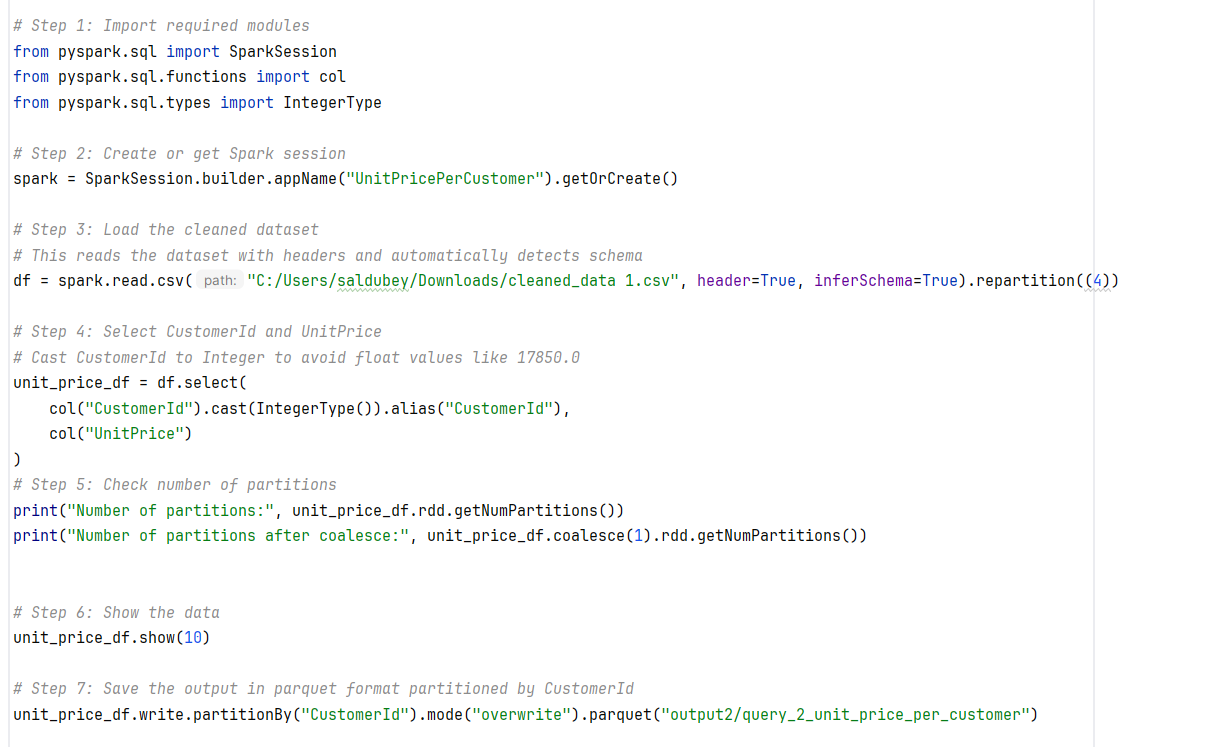 # Step 1: Import required modules
from pyspark.sql import SparkSession
from pyspark.sql.functions import col
from pyspark.sql.types import IntegerType
# Step 2: Create or get Spark session
spark = SparkSession.builder.appName("UnitPricePerCustomer").getOrCreate()
# Step 3: Load the cleaned dataset
# This reads the dataset with headers and automatically detects schema
df = spark.read.csv( path: "C:/Users/saldubey/Downloads/cleaned_data 1.csv", header=True, inferSchema=True).repartition((4))
# Step 4: Select CustomerId and UnitPrice
# Cast CustomerId to Integer to avoid float values like 17850.0
unit_price_df = df.select(
    col("CustomerId").cast(IntegerType()).alias("CustomerId"),
    col("UnitPrice")
)
# Step 5: Check number of partitions
print("Number of partitions:", unit_price_df.rdd.getNumPartitions())
print("Number of partitions after coalesce:", unit_price_df.coalesce(1).rdd.getNumPartitions())
# Step 6: Show the data
unit_price_df.show(10)
# Step 7: Save the output in parquet format partitioned by CustomerId
unit_price_df.write.partitionBy("CustomerId").mode("overwrite").parquet("output2/query_2_unit_price_per_customer")